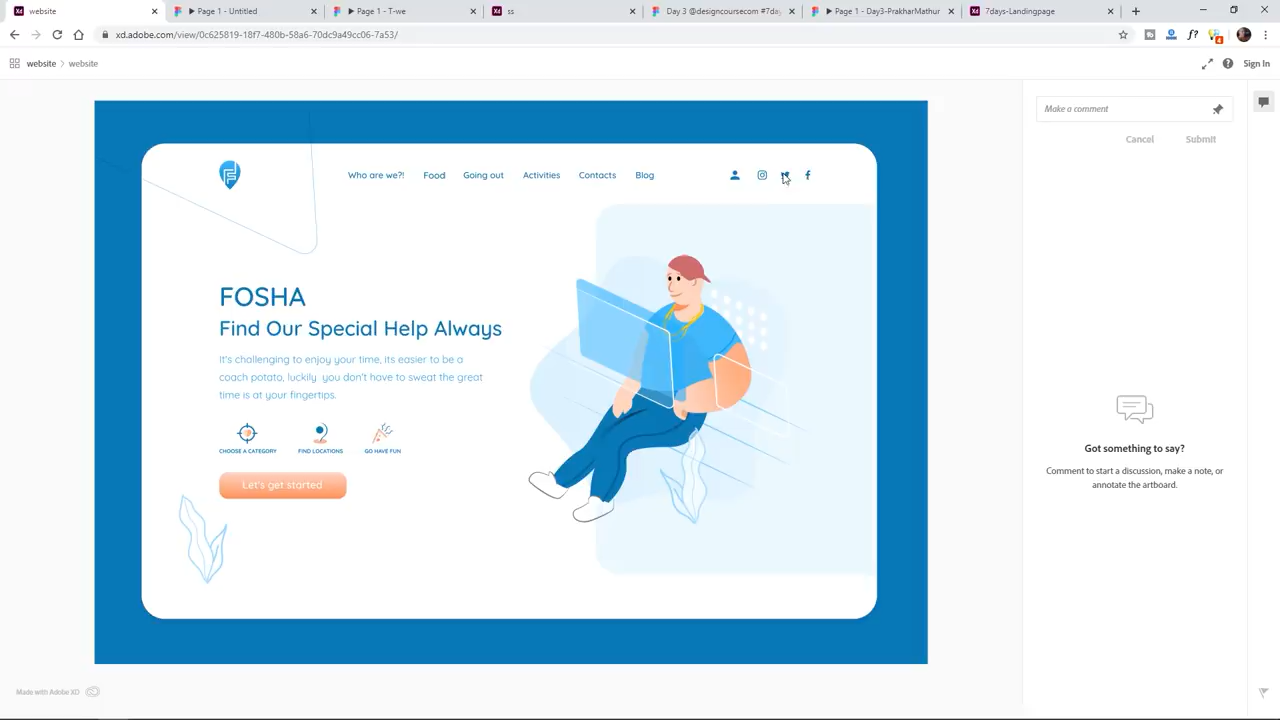 website
Page 1 - Untitled
Page 1 - T-we
ss
Day 3 @designcoursecom #7day
Page 1 - Day3-PrakharMathur
7days-Landingpage
xd.adobe.com/view/0c625819-18f7-480b-58a6-70dc9a49cc06-7a53/
website > website
Sign In
Who are we?! Food Going out Activities Contacts Blog
FOSHA
Find Our Special Help Always
It's challenging to enjoy your time, its easier to be a
coach potato, luckily you don't have to sweat the great
time is at your fingertips.
CHOOSE A CATEGORY FIND LOCATIONS GO HAVE FUN
Let's get started
Make a comment
Cancel Submit
Got something to say?
Comment to start a discussion, make a note, or
annotate the artboard.
Made with Adobe XD